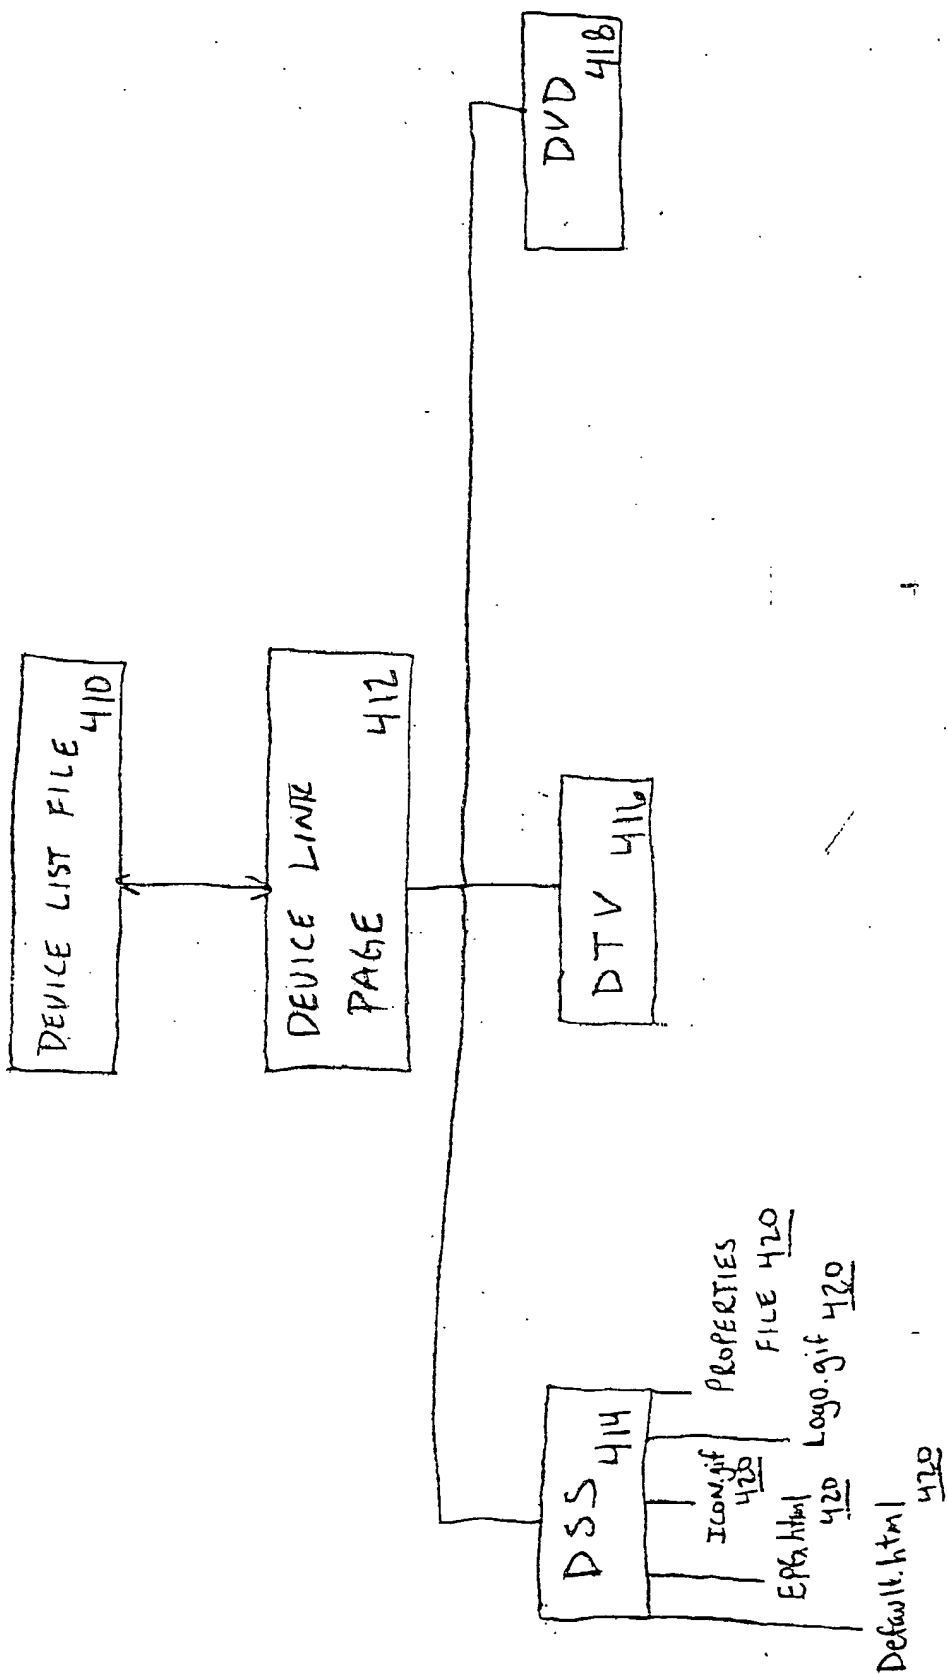 DEVICE LIST FILE
410
DEVICE LINK
PAGE 412
DSS
414
DTV 416
DVD
418
PROPERTIES
FILE 420
Logo.gif 420
ICON.gif
420
EPG.html
420
Default.html
420